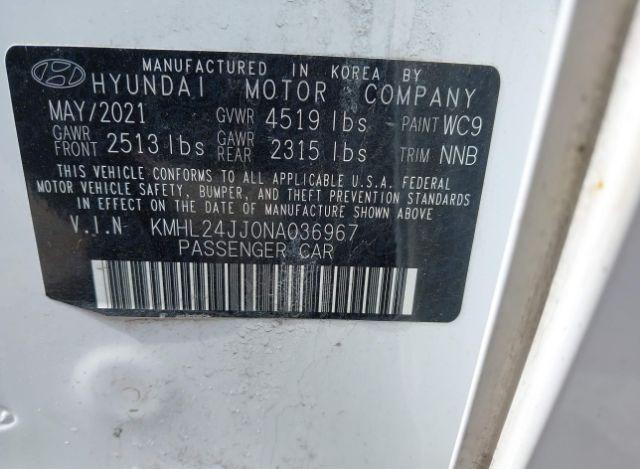 MANUFACTURED IN KOREA BY
HYUNDAI MOTOR COMPANY
MAY/2021 GVWR 4519 lbs PAINT WC9
GAWR FRONT 2513 lbs GAWR REAR 2315 lbs TRIM NNB
THIS VEHICLE CONFORMS TO ALL APPLICABLE U.S.A. FEDERAL
MOTOR VEHICLE SAFETY, BUMPER, AND THEFT PREVENTION STANDARDS
IN EFFECT ON THE DATE OF MANUFACTURE SHOWN ABOVE
V.I.N KMHL24JJ0NA036967
PASSENGER CAR